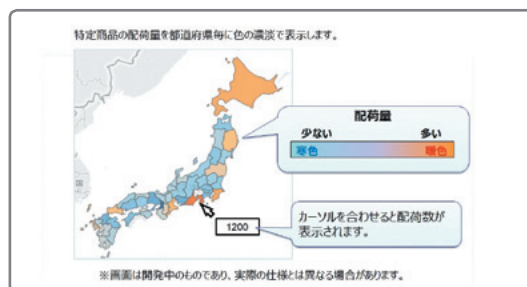 特定商品の配荷量を都道府県毎に色の濃淡で表示します。
配荷量
少ない 多い
寒色 暖色
カーソルを合わせると配荷数が
表示されます。
1200
※画面は開発中のものであり、実際の仕様とは異なる場合があります。